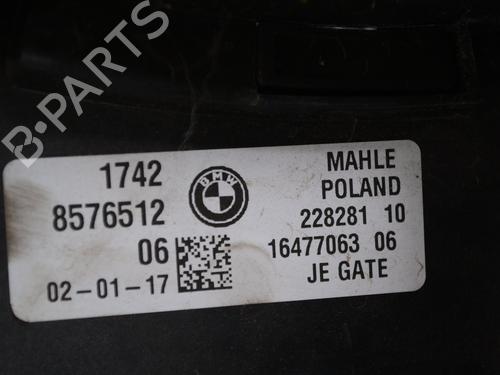 B-PARTS
1742
8576512
06
02-01-17
BMW
MAHLE
POLAND
228281 10
16477063 06
JE GATE